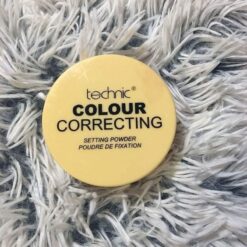 technic®
COLOUR
CORRECTING
SETTING POWDER
POUDRE DE FIXATION